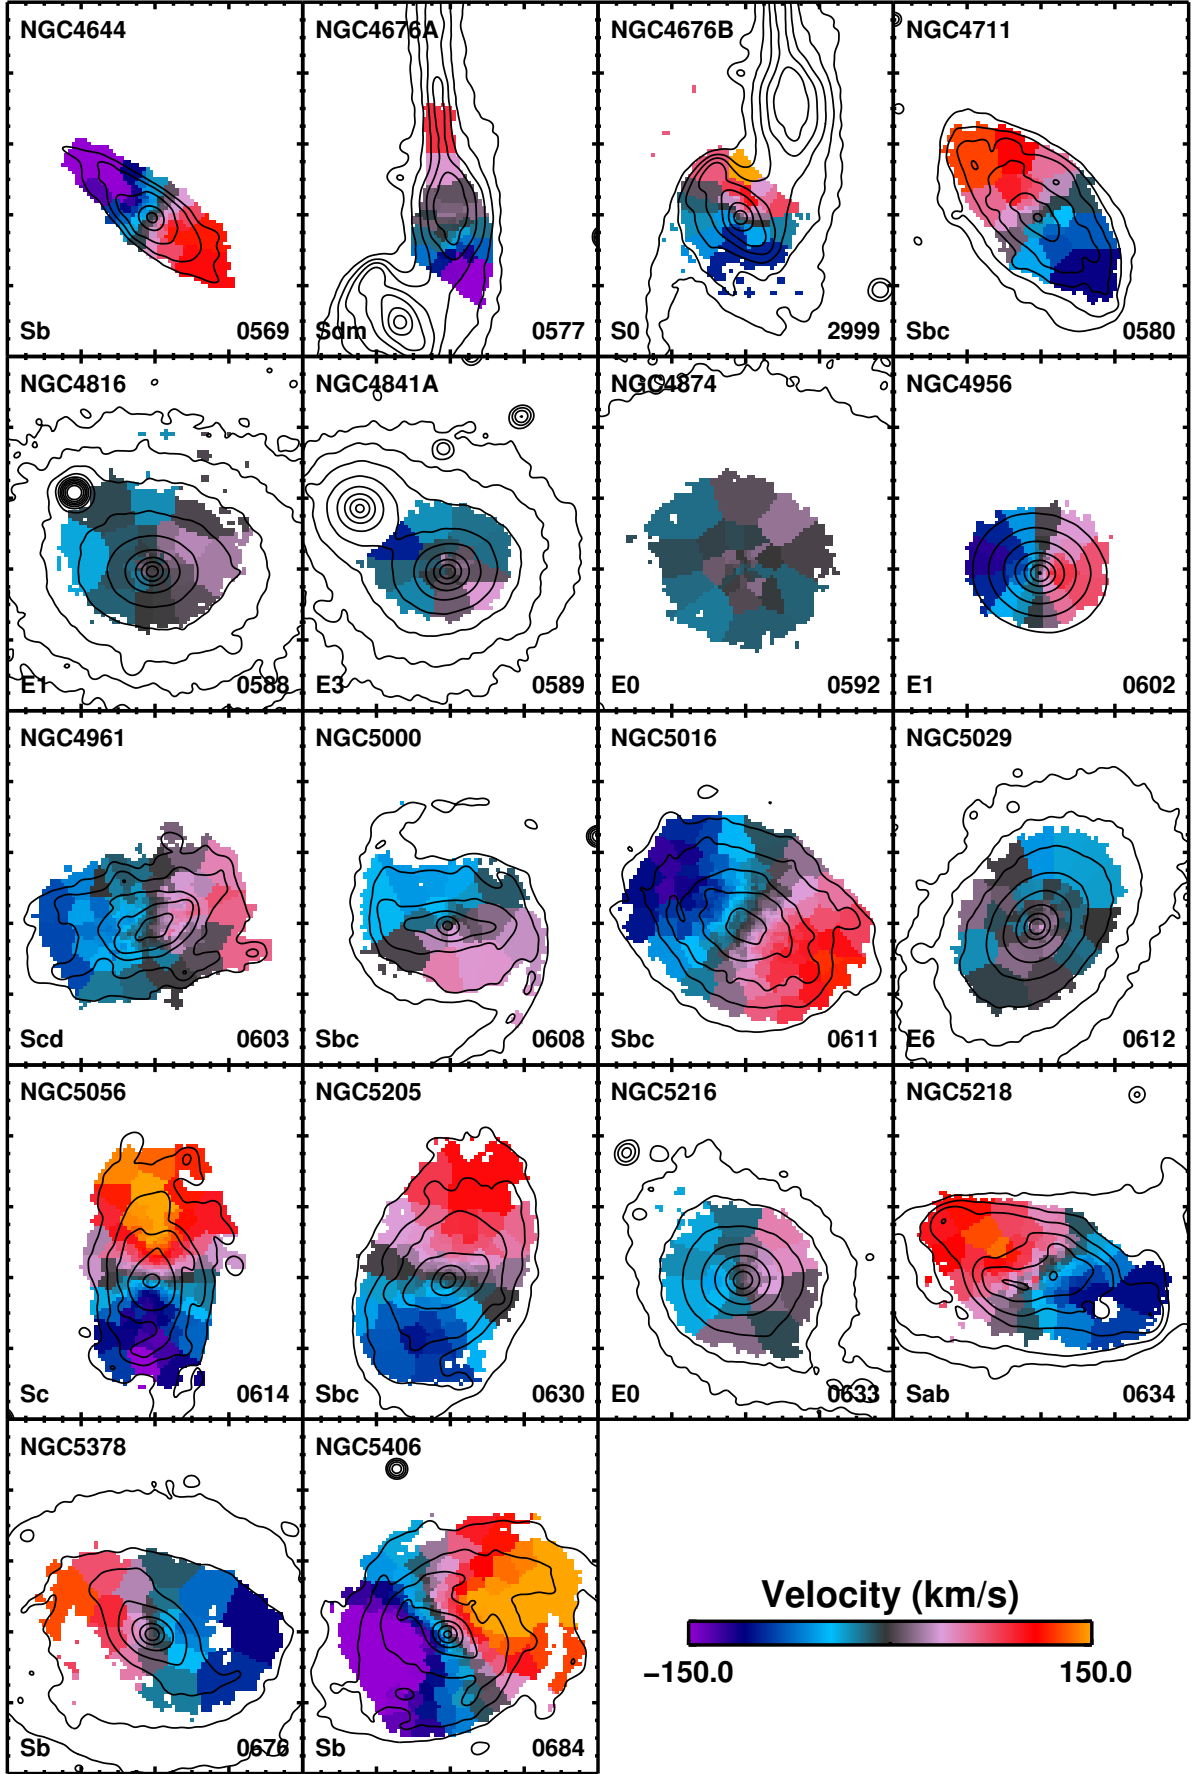 NGC4644 NGC4676A NGC4676B NGC4711
Sb 0569 Sdm 0577 S0 2999 Sbc 0580
NGC4816 NGC4841A NGC4874 NGC4956
E1 0588 E3 0589 E0 0592 E1 0602
NGC4961 NGC5000 NGC5016 NGC5029
Scd 0603 Sbc 0608 Sbc 0611 E6 0612
NGC5056 NGC5205 NGC5216 NGC5218
Sc 0614 Sbc 0630 E0 0633 Sab 0634
NGC5378 NGC5406
Sb 0676 Sb 0684
Velocity (km/s)
−150.0 150.0